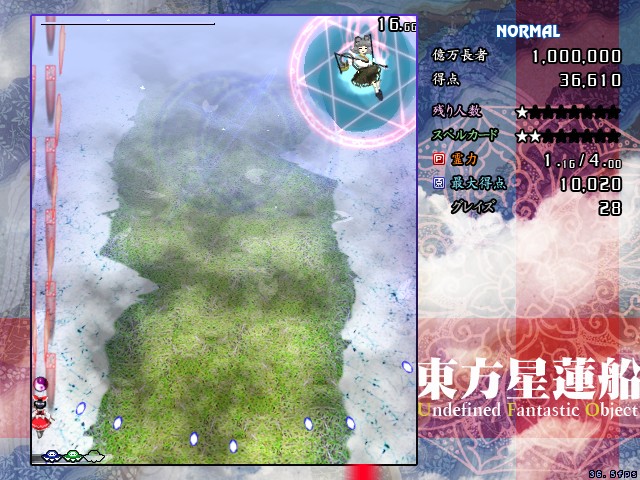 16.66
NORMAL
億万長者 1,000,000
得点 36,610
残り人数
スペルカード
P 霊力 1.16/4.00
最大得点 10,020
グレイズ 28
東方星蓮船
Undefined Fantastic Object
36.5fps